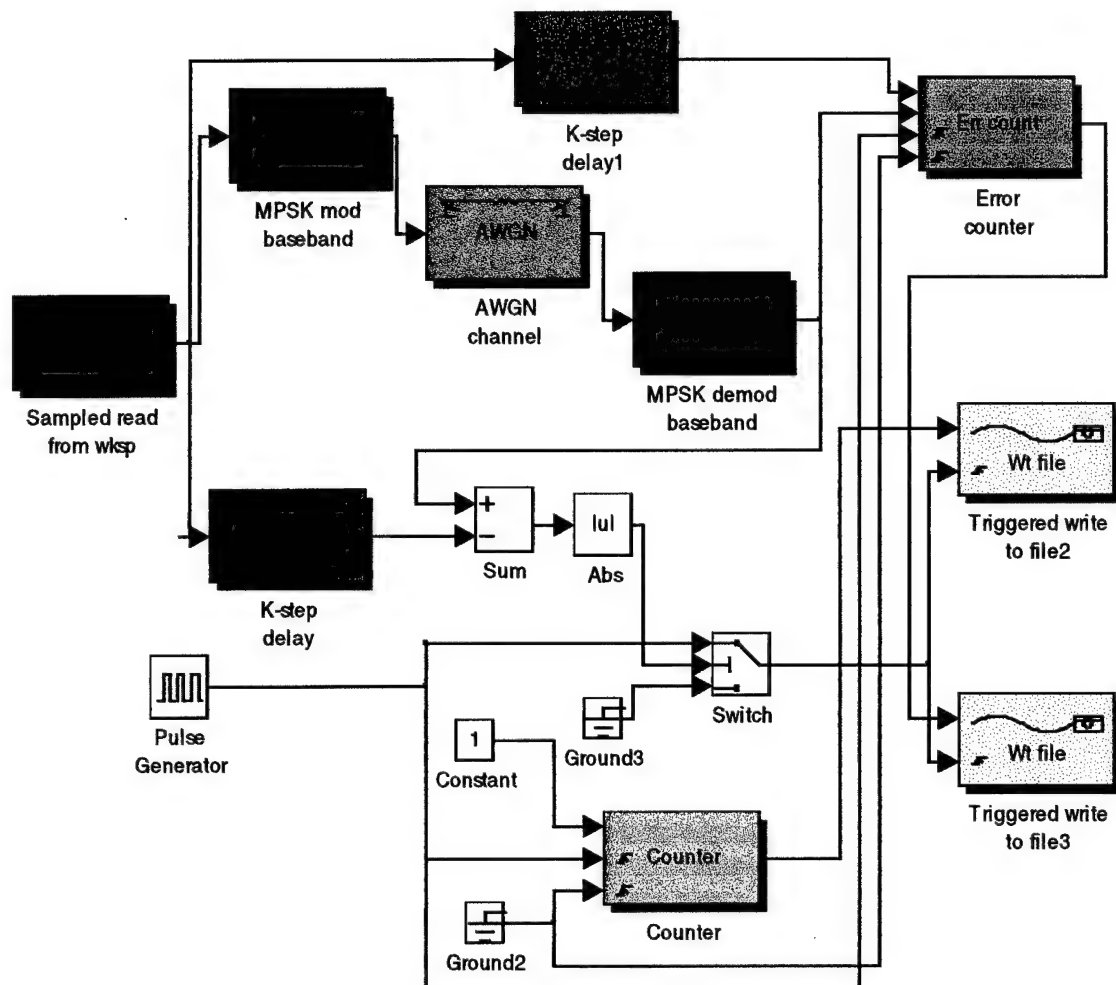 K-step
delay1
Err count
Error
counter
MPSK mod
baseband
AWGN
AWGN
channel
MPSK demod
baseband
Sampled read
from wksp
Wt file
Triggered write
to file2
+
−
Sum
|u|
Abs
K-step
delay
Switch
Pulse
Generator
1
Constant
Ground3
Wt file
Triggered write
to file3
Counter
Counter
Ground2